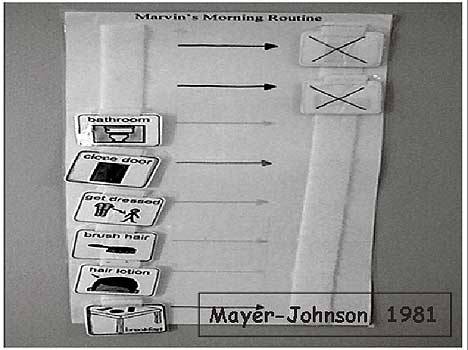 Marvin's Morning Routine
bathroom
close door
get dressed
brush hair
hair lotion
breakfast
Mayer-Johnson, 1981